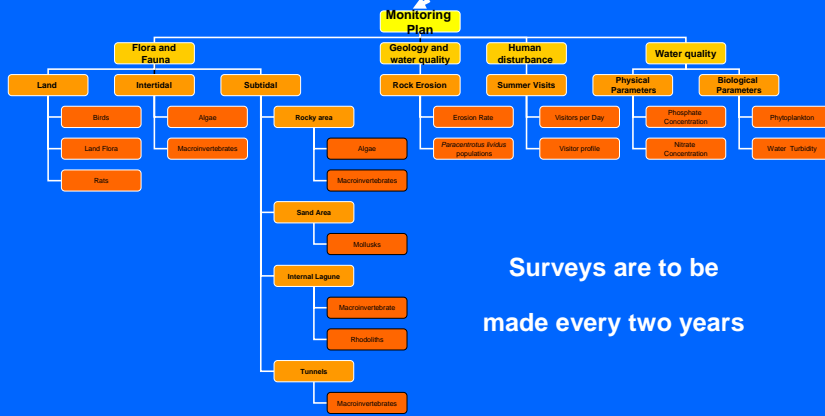 Monitoring
Plan
Flora and
Fauna
Geology and
water quality
Human
disturbance
Water quality
Land
Intertidal
Subtidal
Rock Erosion
Summer Visits
Physical
Parameters
Biological
Parameters
Birds
Algae
Rocky area
Erosion Rate
Visitors per Day
Phosphate
Concentration
Phytoplankton
Land Flora
Macroinvertebrates
Algae
Paracentrotus lividus
populations
Visitor profile
Nitrate
Concentration
Water Turbidity
Rats
Macroinvertebrates
Sand Area
Mollusks
Internal Lagune
Macroinvertebrate
Rhodoliths
Tunnels
Macroinvertebrates
Surveys are to be
made every two years